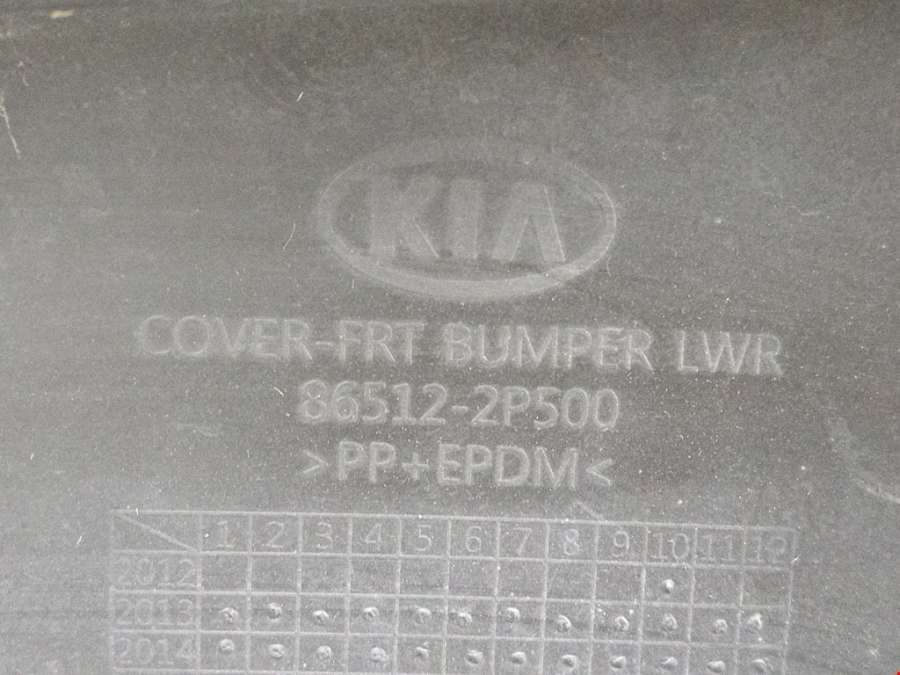 KIA
COVER-FRT BUMPER LWR
86512-2P500
>PP+EPDM<
1 2 3 4 5 6 7 8 9 10 11 12
2012
2013
2014